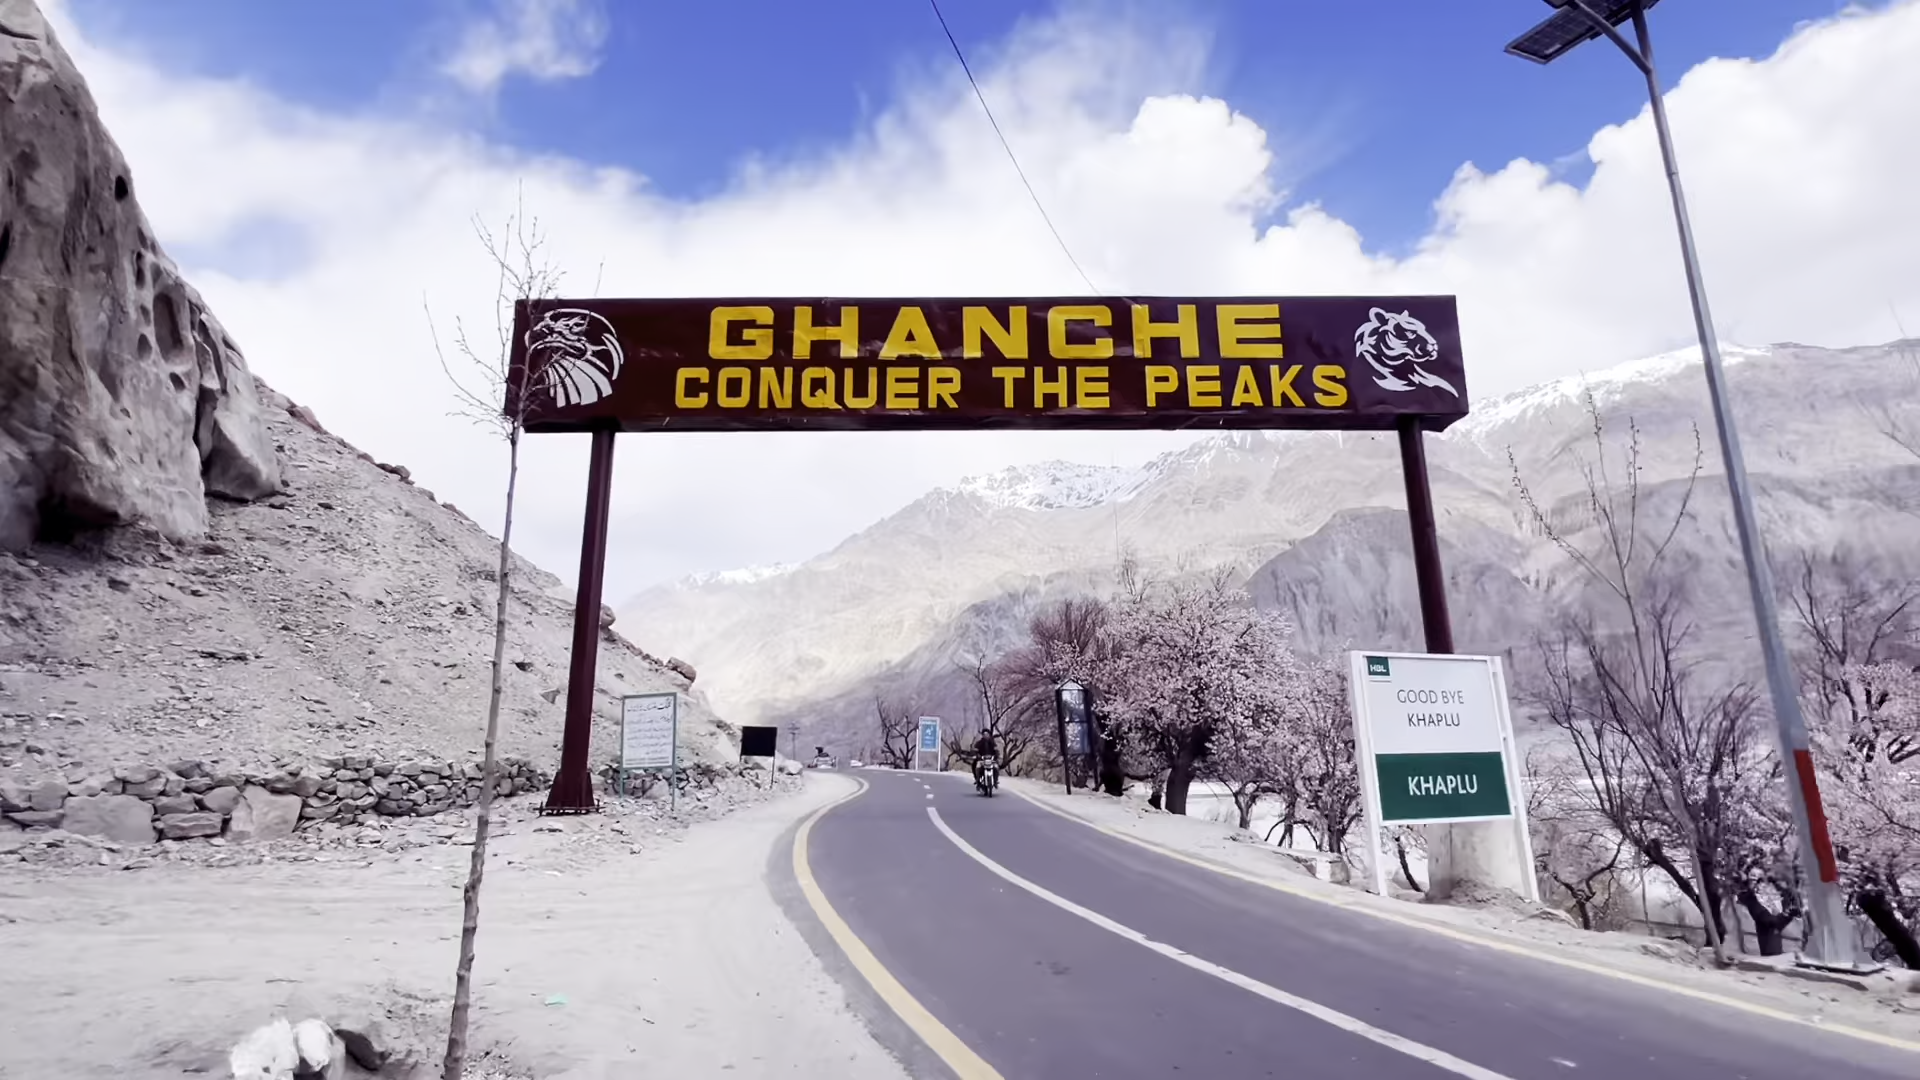 GHANCHE
CONQUER THE PEAKS
HBL
GOOD BYE
KHAPLU
KHAPLU